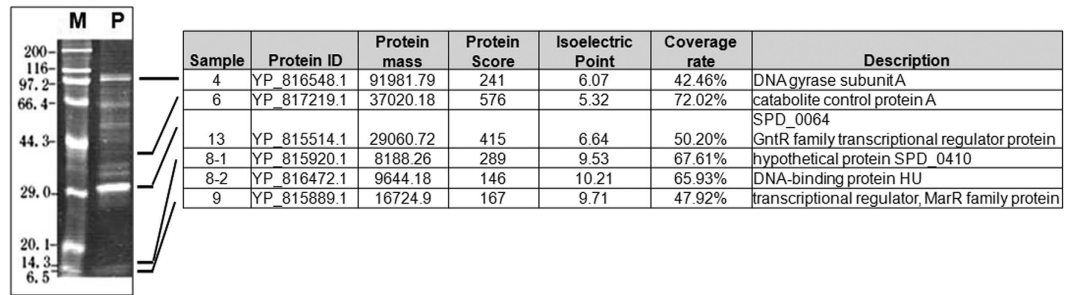 M P
200-
116-
97.2-
66.4-
44.3-
29.0-
20.1-
14.3-
6.5-
Sample Protein ID Protein mass Protein Score Isoelectric Point Coverage rate Description
4 YP_816548.1 91981.79 241 6.07 42.46% DNA gyrase subunit A
6 YP_817219.1 37020.18 576 5.32 72.02% catabolite control protein A
SPD_0064
13 YP_815514.1 29060.72 415 6.64 50.20% GntR family transcriptional regulator protein
8-1 YP_815920.1 8188.26 289 9.53 67.61% hypothetical protein SPD_0410
8-2 YP_816472.1 9644.18 146 10.21 65.93% DNA-binding protein HU
9 YP_815889.1 16724.9 167 9.71 47.92% transcriptional regulator, MarR family protein